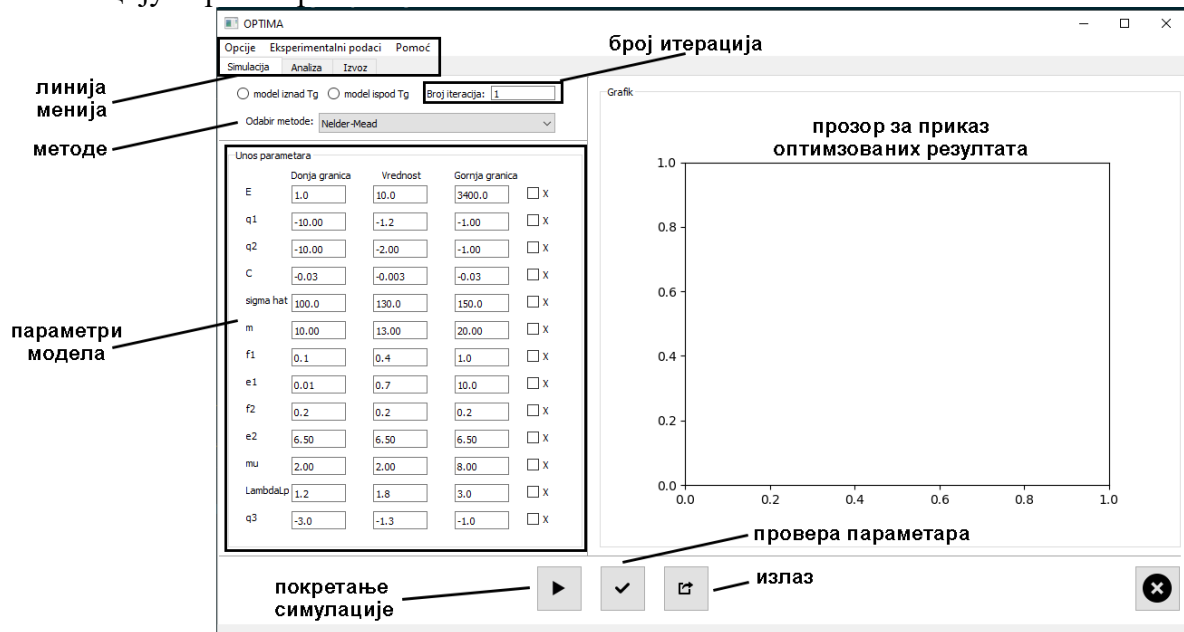 OPTIMA
Opcije Eksperimentalni podaci Pomoć
Simulacija Analiza Izvoz
број итерација
линија
менија
model iznad Tg model ispod Tg Broj iteracija: 1
методе
Odabir metode: Nelder-Mead
Grafik
прозор за приказ
оптимзованих резултата
Unos parametara
Donja granica Vrednost Gornja granica
E 1.0 10.0 3400.0 X
q1 -10.00 -1.2 -1.00 X
q2 -10.00 -2.00 -1.00 X
C -0.03 -0.003 -0.03 X
sigma hat 100.0 130.0 150.0 X
m 10.00 13.00 20.00 X
f1 0.1 0.4 1.0 X
e1 0.01 0.7 10.0 X
f2 0.2 0.2 0.2 X
e2 6.50 6.50 6.50 X
mu 2.00 2.00 8.00 X
LambdaLp 1.2 1.8 3.0 X
q3 -3.0 -1.3 -1.0 X
параметри
модела
1.0
0.8
0.6
0.4
0.2
0.0
0.0 0.2 0.4 0.6 0.8 1.0
провера параметара
покретање
симулације
излаз